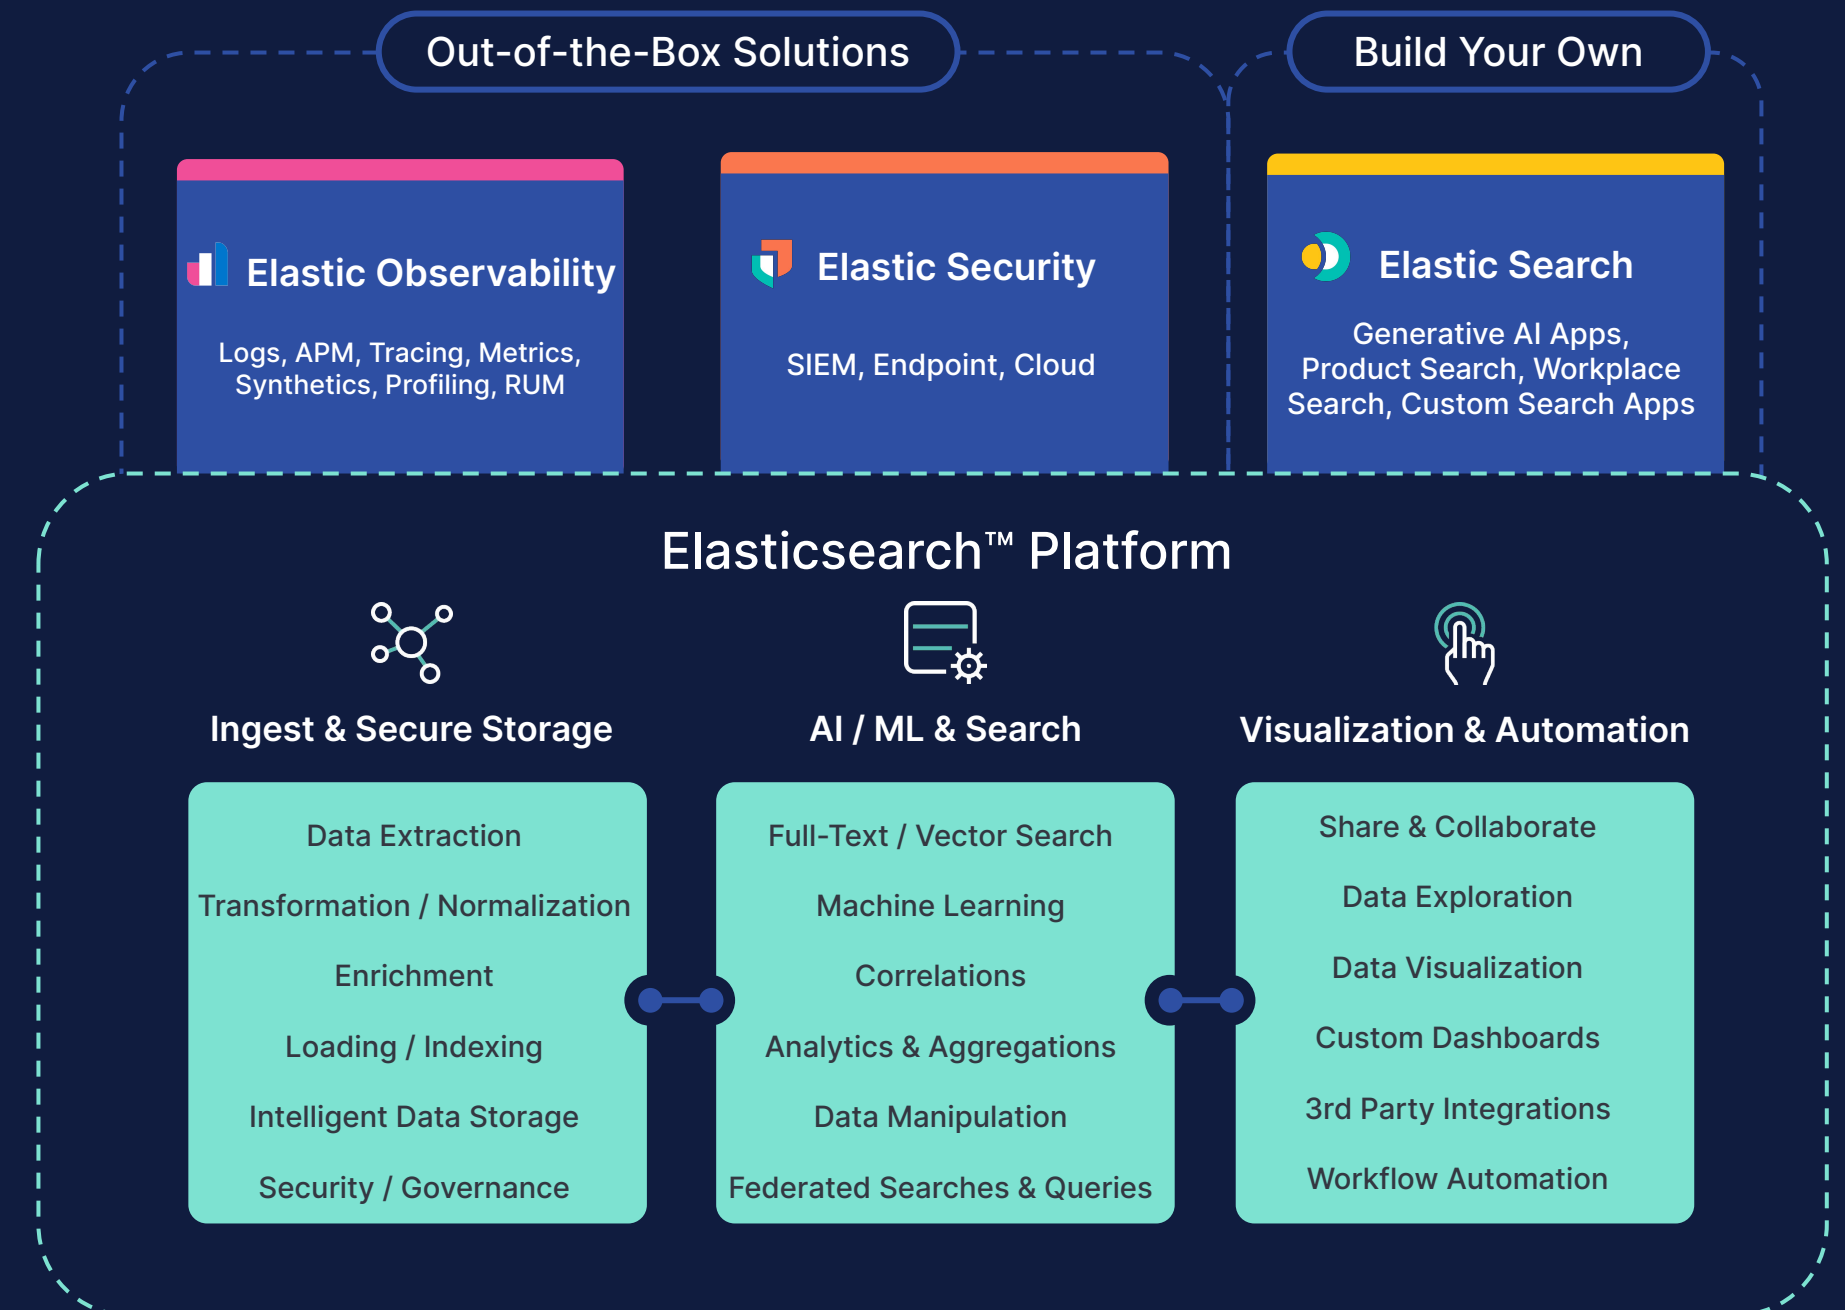 Out-of-the-Box Solutions
Build Your Own
Elastic Observability
Logs, APM, Tracing, Metrics,
Synthetics, Profiling, RUM
Elastic Security
SIEM, Endpoint, Cloud
Elastic Search
Generative AI Apps,
Product Search, Workplace
Search, Custom Search Apps
Elasticsearch™ Platform
Ingest & Secure Storage
Data Extraction
Transformation / Normalization
Enrichment
Loading / Indexing
Intelligent Data Storage
Security / Governance
AI / ML & Search
Full-Text / Vector Search
Machine Learning
Correlations
Analytics & Aggregations
Data Manipulation
Federated Searches & Queries
Visualization & Automation
Share & Collaborate
Data Exploration
Data Visualization
Custom Dashboards
3rd Party Integrations
Workflow Automation